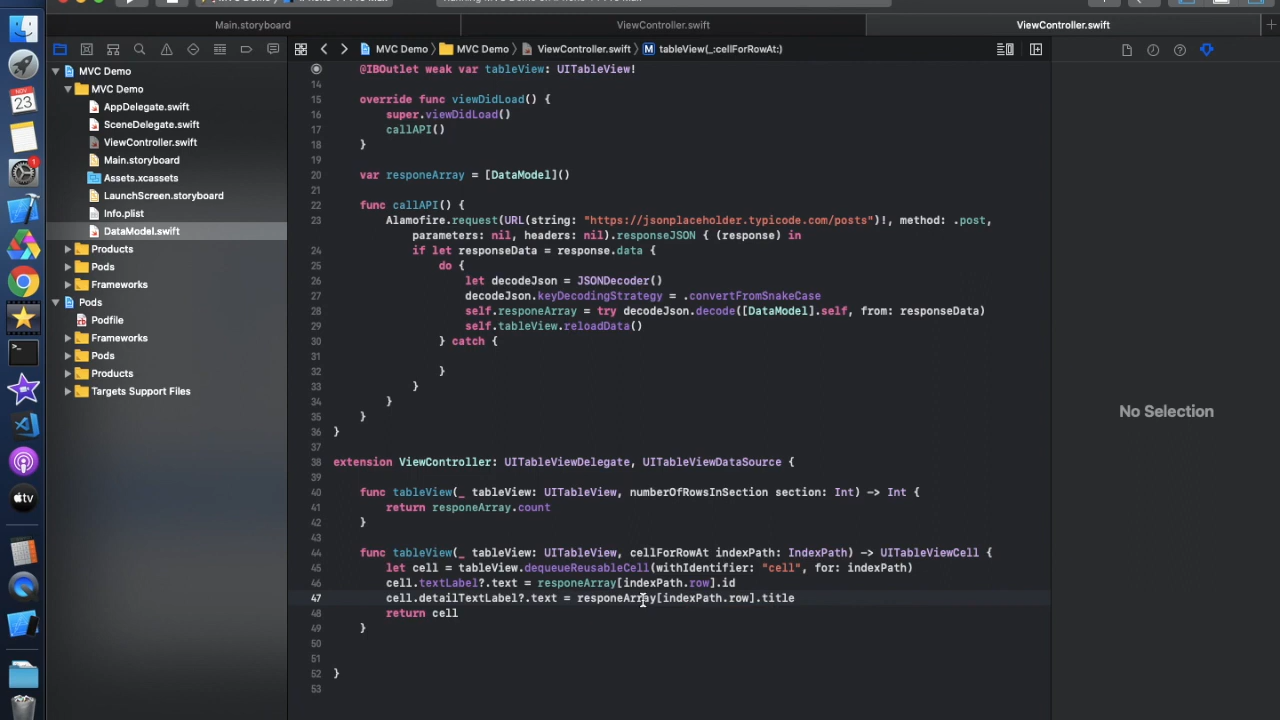 Main.storyboard
ViewController.swift
ViewController.swift
MVC Demo
MVC Demo
ViewController.swift
M
tableView(_:cellForRowAt:)
NOV
23
1
MVC Demo
MVC Demo
AppDelegate.swift
SceneDelegate.swift
ViewController.swift
Main.storyboard
Assets.xcassets
LaunchScreen.storyboard
Info.plist
DataModel.swift
Products
Pods
Frameworks
Pods
Podfile
Frameworks
Pods
Products
Targets Support Files
tv
@IBOutlet weak var tableView: UITableView!
14
15 override func viewDidLoad() {
16 super.viewDidLoad()
17 callAPI()
18 }
19
20 var responeArray = [DataModel]()
21
22 func callAPI() {
23 Alamofire.request(URL(string: "https://jsonplaceholder.typicode.com/posts")!, method: .post,
parameters: nil, headers: nil).responseJSON { (response) in
24 if let responseData = response.data {
25 do {
26 let decodeJson = JSONDecoder()
27 decodeJson.keyDecodingStrategy = .convertFromSnakeCase
28 self.responeArray = try decodeJson.decode([DataModel].self, from: responseData)
29 self.tableView.reloadData()
30 } catch {
31
32 }
33 }
34 }
35 }
36 }
37
38 extension ViewController: UITableViewDelegate, UITableViewDataSource {
39
40 func tableView(_ tableView: UITableView, numberOfRowsInSection section: Int) -> Int {
41 return responeArray.count
42 }
43
44 func tableView(_ tableView: UITableView, cellForRowAt indexPath: IndexPath) -> UITableViewCell {
45 let cell = tableView.dequeueReusableCell(withIdentifier: "cell", for: indexPath)
46 cell.textLabel?.text = responeArray[indexPath.row].id
47 cell.detailTextLabel?.text = responeArray[indexPath.row].title
48 return cell
49 }
50
51
52 }
53
No Selection